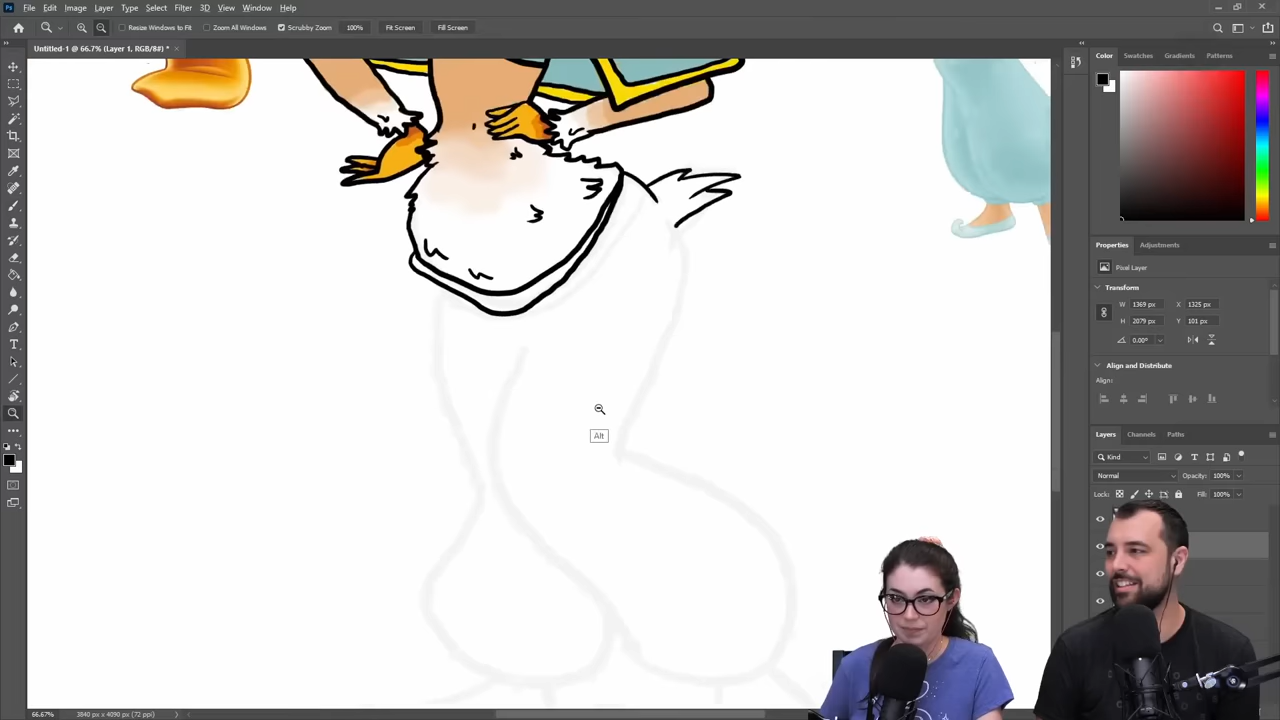 Ps File Edit Image Layer Type Select Filter 3D View Window Help
Resize Windows to Fit Zoom All Windows Scrubby Zoom 100% Fit Screen Fill Screen
Untitled-1 @ 66.7% (Layer 1, RGB/8#) * ×
Color Swatches Gradients Patterns
Properties Adjustments
Pixel Layer
Transform
W 1369 px X 1325 px
H 2079 px Y 101 px
0.00°
Align and Distribute
Align:
Layers Channels Paths
Kind
Normal Opacity: 100%
Lock: Fill: 100%
Alt
66.67% 3840 px x 4090 px (72 ppi)